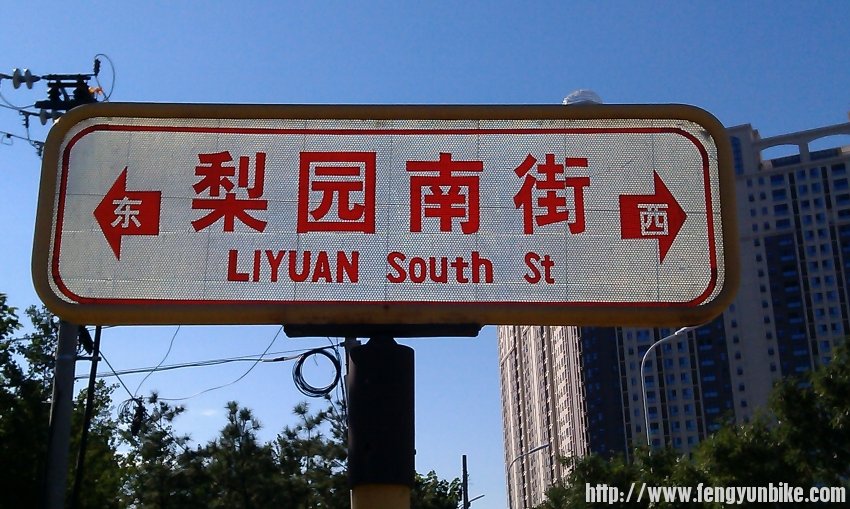 东 梨园南街 西
LIYUAN South St
http://www.fengyunbike.com/